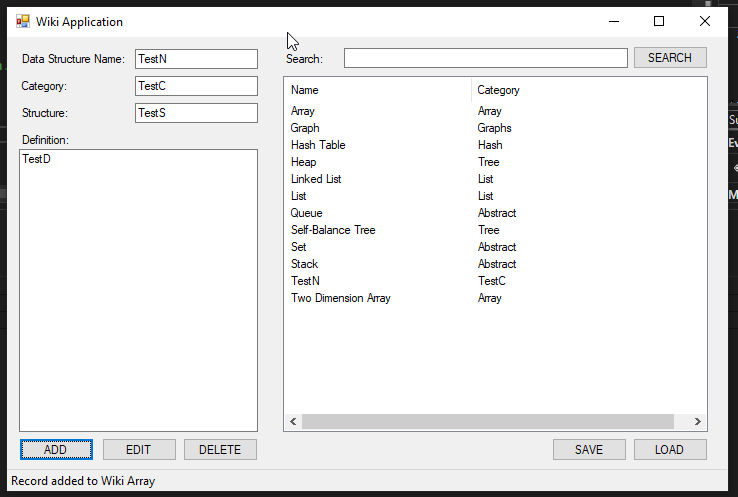 Wiki Application
Data Structure Name: TestN
Category: TestC
Structure: TestS
Definition:
TestD
ADD EDIT DELETE
Search: SEARCH
Name Category
Array Array
Graph Graphs
Hash Table Hash
Heap Tree
Linked List List
List List
Queue Abstract
Self-Balance Tree Tree
Set Abstract
Stack Abstract
TestN TestC
Two Dimension Array Array
SAVE LOAD
Record added to Wiki Array
Su
Ev
M